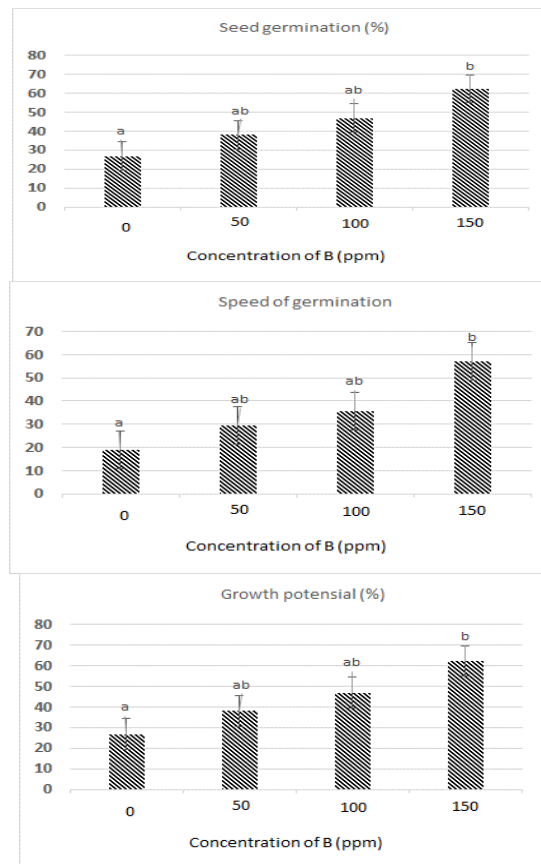 Seed germination (%)
80
70
60
50
40
30
20
10
0
a
ab
ab
b
0
50
100
150
Concentration of B (ppm)
Speed of germination
70
60
50
40
30
20
10
0
a
ab
ab
b
0
50
100
150
Concentration of B (ppm)
Growth potensial (%)
80
70
60
50
40
30
20
10
0
a
ab
ab
b
0
50
100
150
Concentration of B (ppm)